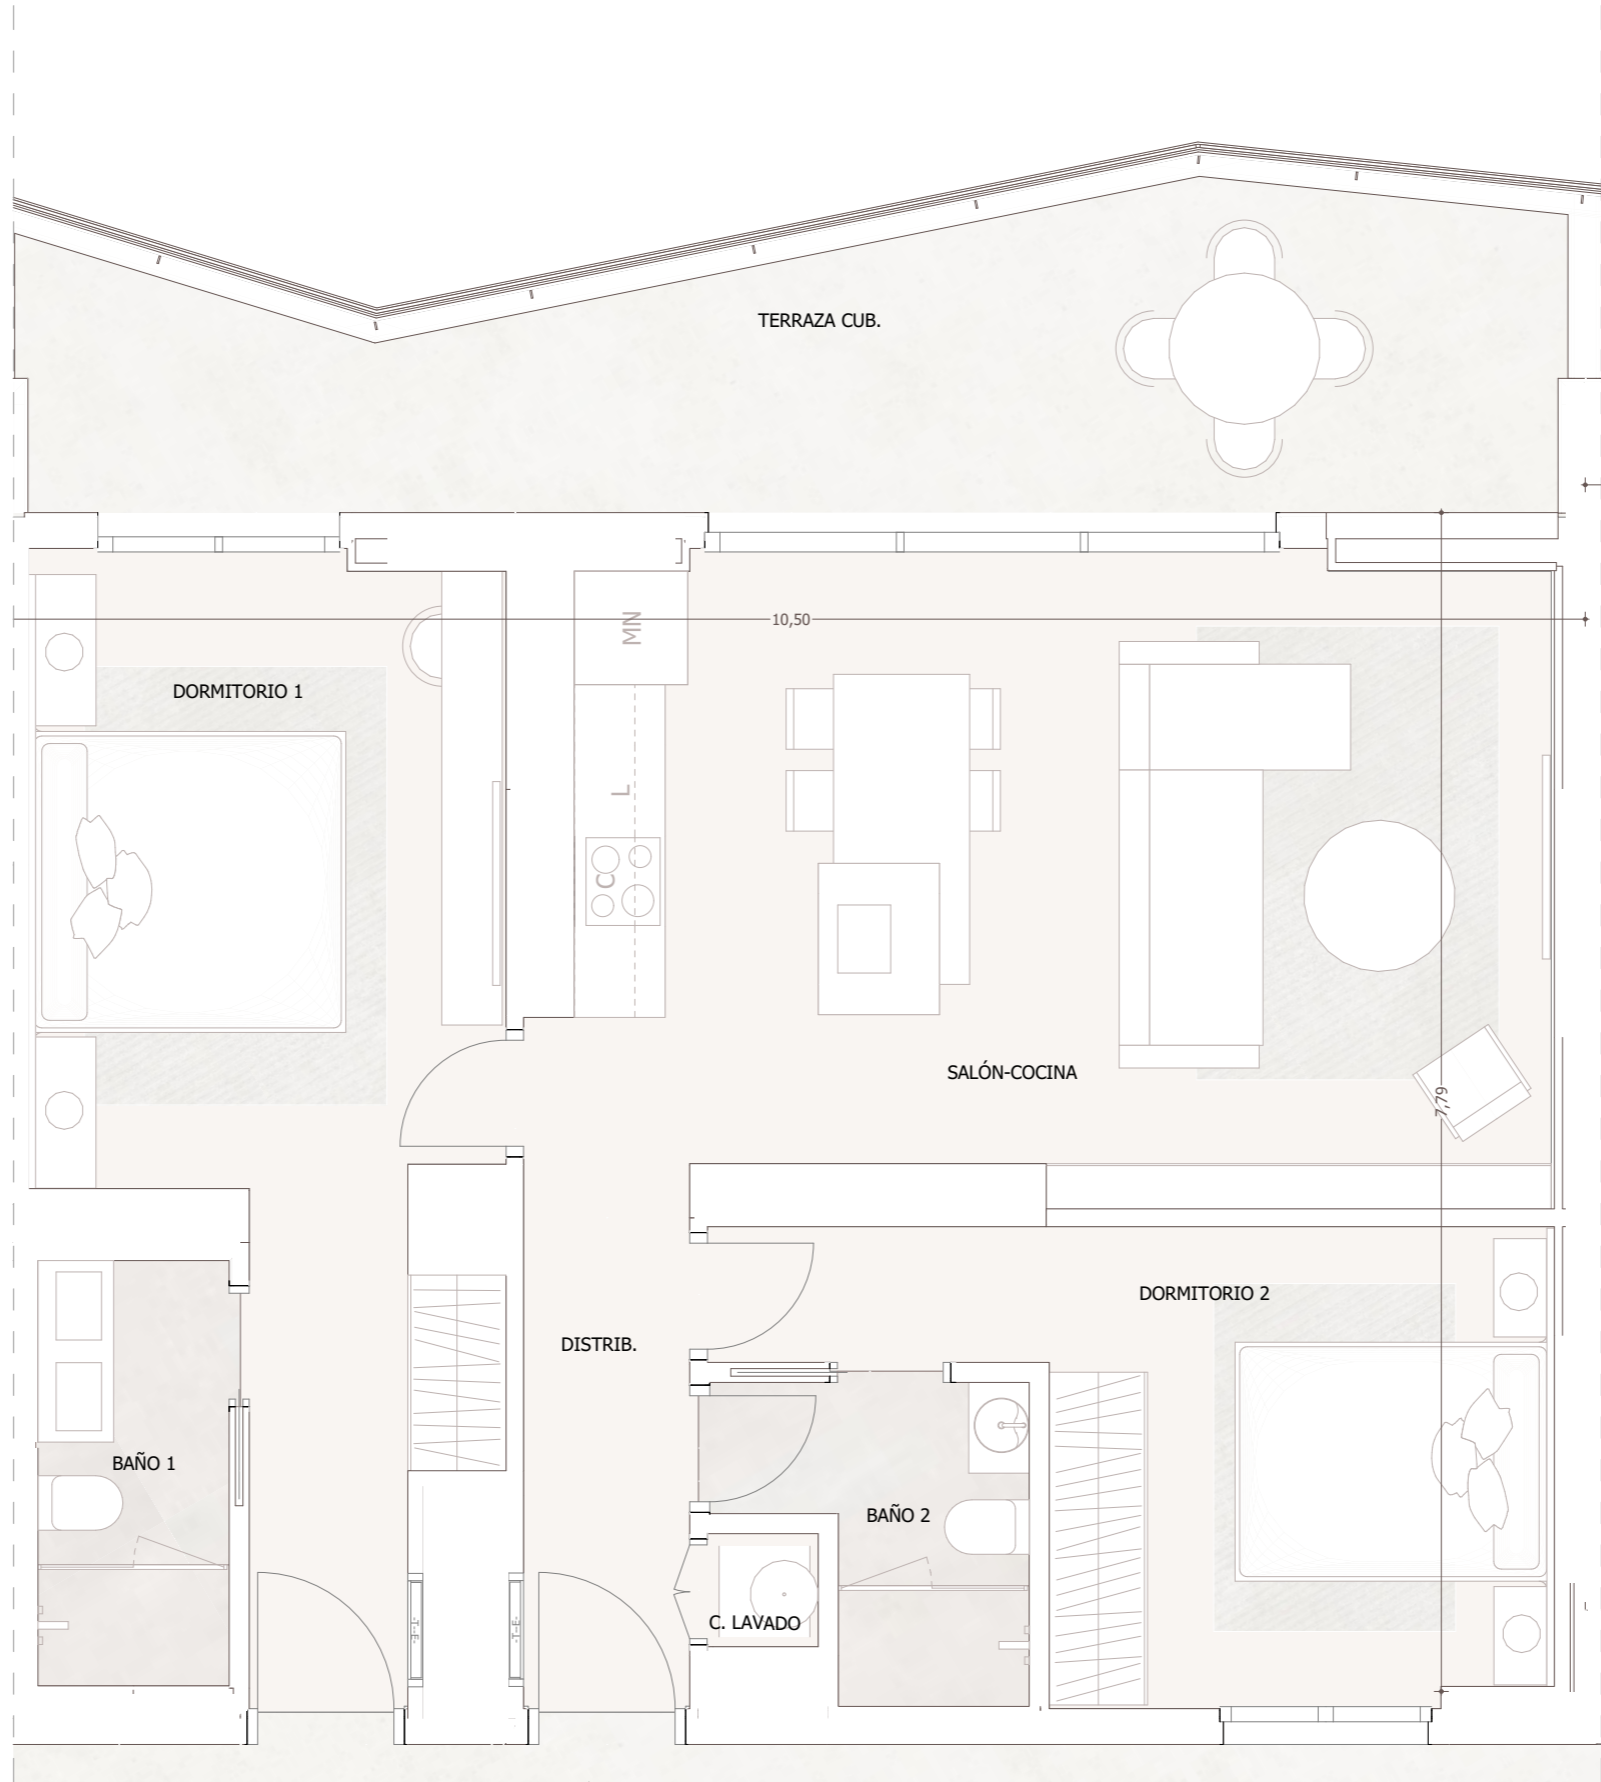 TERRAZA CUB.
10,50
MN
DORMITORIO 1
L
C
SALÓN-COCINA
7,79
DORMITORIO 2
DISTRIB.
BAÑO 1
BAÑO 2
C. LAVADO
-T-E-
-T-E-